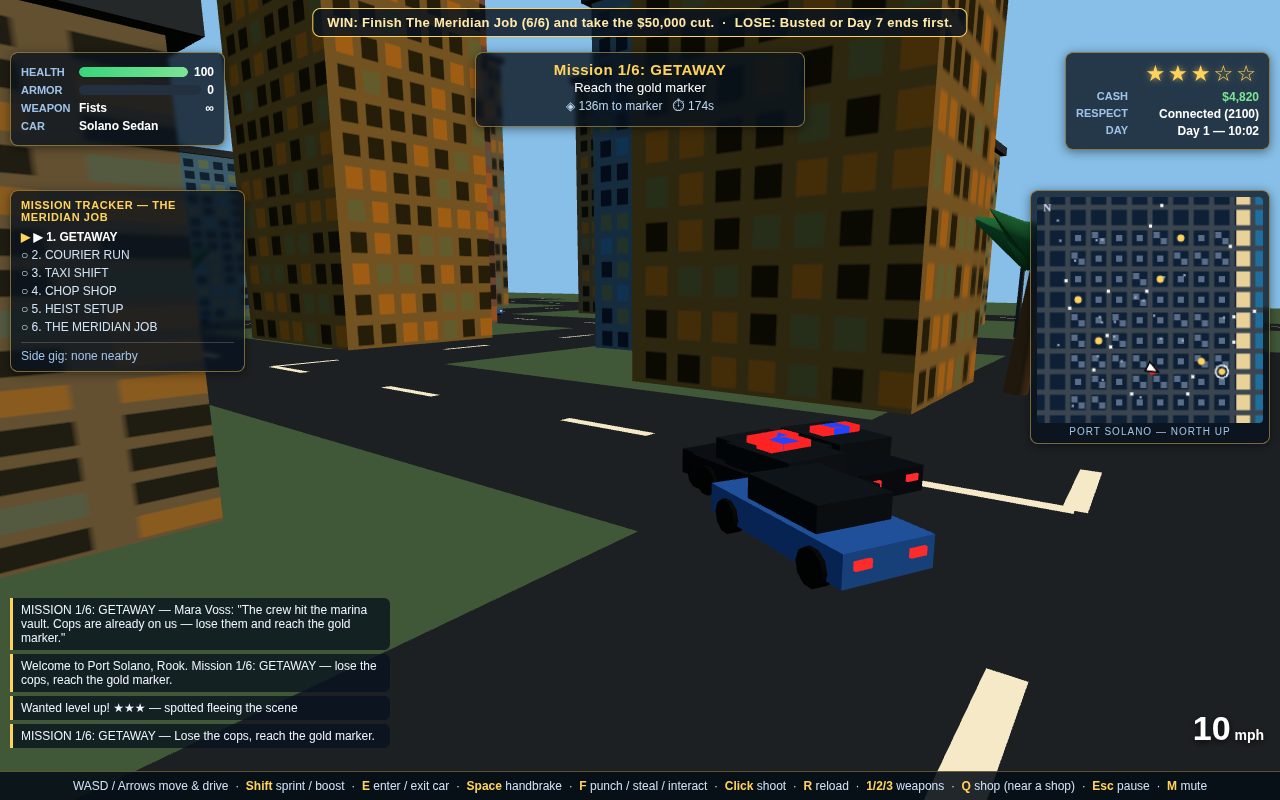 WIN: Finish The Meridian Job (6/6) and take the $50,000 cut. · LOSE: Busted or Day 7 ends first.
HEALTH 100
ARMOR
WEAPON Fists ∞
CAR Solano Sedan
Mission 1/6: GETAWAY
Reach the gold marker
◈ 136m to marker ⏱ 174s
★★★☆☆
CASH $4,820
RESPECT Connected (2100)
DAY Day 1 — 10:02
MISSION TRACKER — THE
MERIDIAN JOB
▶ ▶ 1. GETAWAY
○ 2. COURIER RUN
○ 3. TAXI SHIFT
○ 4. CHOP SHOP
○ 5. HEIST SETUP
○ 6. THE MERIDIAN JOB
Side gig: none nearby
N
PORT SOLANO — NORTH UP
MISSION 1/6: GETAWAY — Mara Voss: "The crew hit the marina
vault. Cops are already on us — lose them and reach the gold
marker."
Welcome to Port Solano, Rook. Mission 1/6: GETAWAY — lose the
cops, reach the gold marker.
Wanted level up! ★★★ — spotted fleeing the scene
MISSION 1/6: GETAWAY — Lose the cops, reach the gold marker.
10 mph
WASD / Arrows move & drive · Shift sprint / boost · E enter / exit car · Space handbrake · F punch / steal / interact · Click shoot · R reload · 1/2/3 weapons · Q shop (near a shop) · Esc pause · M mute